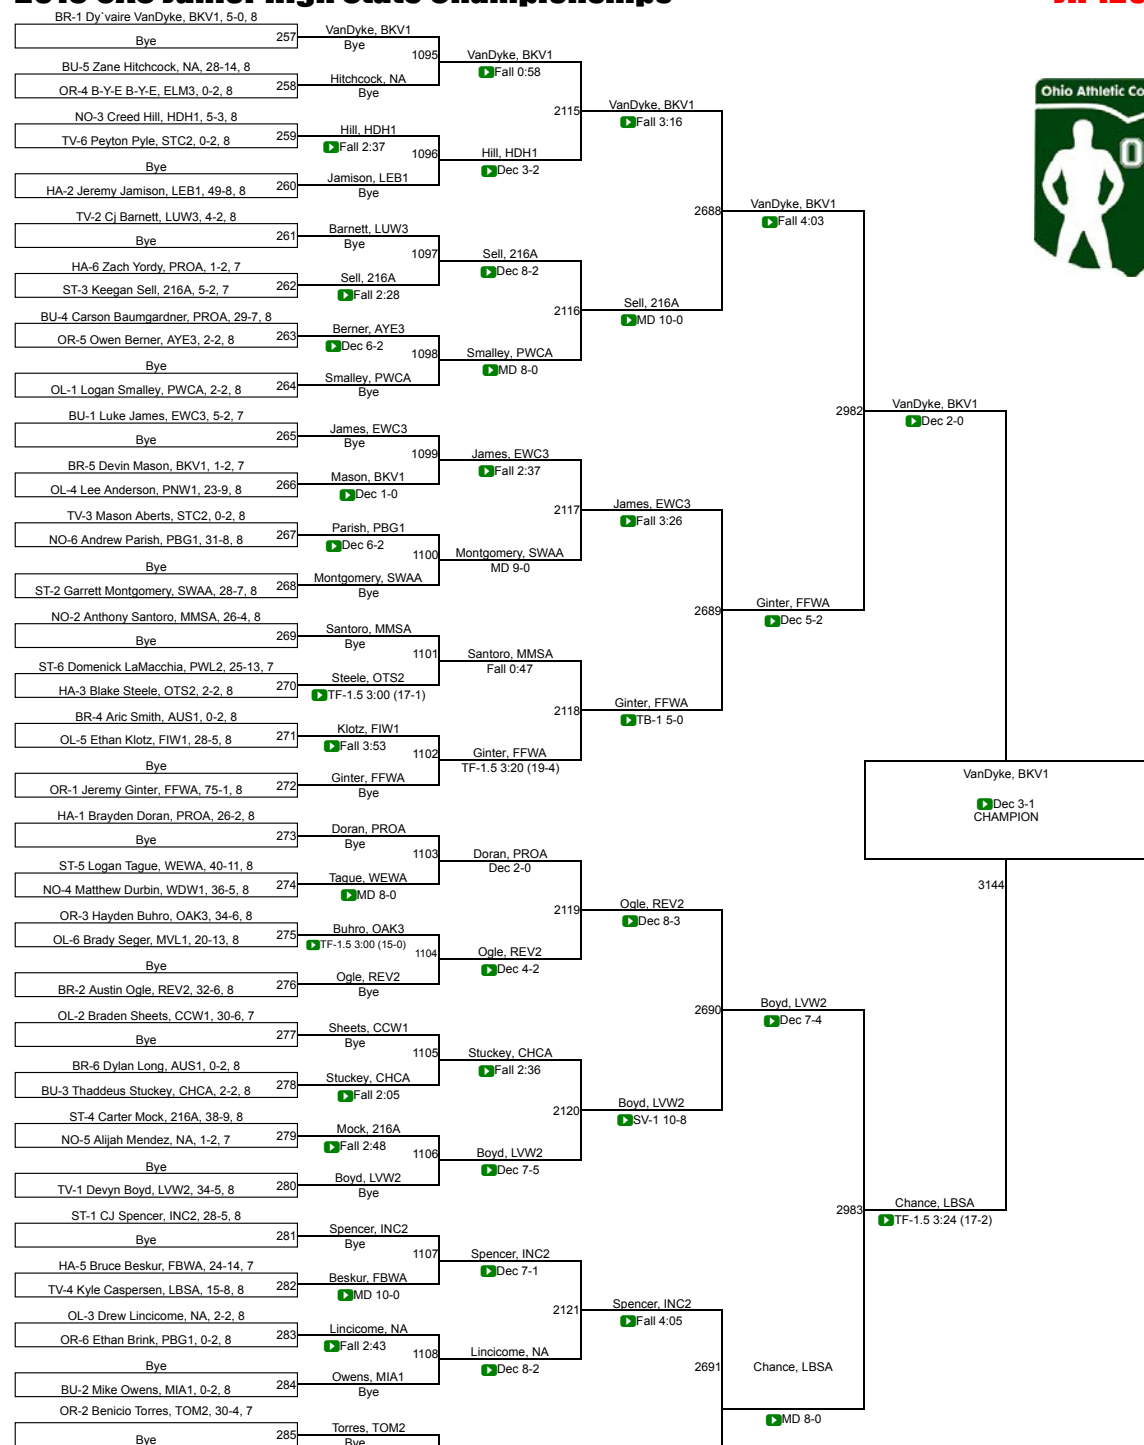 BR-1 Dy`vaire VanDyke, BKV1, 5-0, 8
Bye
257
BU-5 Zane Hitchcock, NA, 28-14, 8
OR-4 B-Y-E B-Y-E, ELM3, 0-2, 8
258
NO-3 Creed Hill, HDH1, 5-3, 8
TV-6 Peyton Pyle, STC2, 0-2, 8
259
Bye
HA-2 Jeremy Jamison, LEB1, 49-8, 8
260
TV-2 Cj Barnett, LUW3, 4-2, 8
Bye
261
HA-6 Zach Yordy, PROA, 1-2, 7
ST-3 Keegan Sell, 216A, 5-2, 7
262
BU-4 Carson Baumgardner, PROA, 29-7, 8
OR-5 Owen Berner, AYE3, 2-2, 8
263
Bye
OL-1 Logan Smalley, PWCA, 2-2, 8
264
BU-1 Luke James, EWC3, 5-2, 7
Bye
265
BR-5 Devin Mason, BKV1, 1-2, 7
OL-4 Lee Anderson, PNW1, 23-9, 8
266
TV-3 Mason Aberts, STC2, 0-2, 8
NO-6 Andrew Parish, PBG1, 31-8, 8
267
Bye
ST-2 Garrett Montgomery, SWAA, 28-7, 8
268
NO-2 Anthony Santoro, MMSA, 26-4, 8
Bye
269
ST-6 Domenick LaMacchia, PWL2, 25-13, 7
HA-3 Blake Steele, OTS2, 2-2, 8
270
BR-4 Aric Smith, AUS1, 0-2, 8
OL-5 Ethan Klotz, FIW1, 28-5, 8
271
Bye
OR-1 Jeremy Ginter, FFWA, 75-1, 8
272
HA-1 Brayden Doran, PROA, 26-2, 8
Bye
273
ST-5 Logan Tague, WEWA, 40-11, 8
NO-4 Matthew Durbin, WDW1, 36-5, 8
274
OR-3 Hayden Buhro, OAK3, 34-6, 8
OL-6 Brady Seger, MVL1, 20-13, 8
275
Bye
BR-2 Austin Ogle, REV2, 32-6, 8
276
OL-2 Braden Sheets, CCW1, 30-6, 7
Bye
277
BR-6 Dylan Long, AUS1, 0-2, 8
BU-3 Thaddeus Stuckey, CHCA, 2-2, 8
278
ST-4 Carter Mock, 216A, 38-9, 8
NO-5 Alijah Mendez, NA, 1-2, 7
279
Bye
TV-1 Devyn Boyd, LVW2, 34-5, 8
280
ST-1 CJ Spencer, INC2, 28-5, 8
Bye
281
HA-5 Bruce Beskur, FBWA, 24-14, 7
TV-4 Kyle Caspersen, LBSA, 15-8, 8
282
OL-3 Drew Lincicome, NA, 2-2, 8
OR-6 Ethan Brink, PBG1, 0-2, 8
283
Bye
BU-2 Mike Owens, MIA1, 0-2, 8
284
OR-2 Benicio Torres, TOM2, 30-4, 7
Bye
285
VanDyke, BKV1
Bye
1095
Hitchcock, NA
Bye
Hill, HDH1
Fall 2:37
1096
Jamison, LEB1
Bye
Barnett, LUW3
Bye
1097
Sell, 216A
Fall 2:28
Berner, AYE3
Dec 6-2
1098
Smalley, PWCA
Bye
James, EWC3
Bye
1099
Mason, BKV1
Dec 1-0
Parish, PBG1
Dec 6-2
1100
Montgomery, SWAA
Bye
Santoro, MMSA
Bye
1101
Steele, OTS2
TF-1.5 3:00 (17-1)
Klotz, FIW1
Fall 3:53
1102
Ginter, FFWA
Bye
Doran, PROA
Bye
1103
Tague, WEWA
MD 8-0
Buhro, OAK3
TF-1.5 3:00 (15-0)
1104
Ogle, REV2
Bye
Sheets, CCW1
Bye
1105
Stuckey, CHCA
Fall 2:05
Mock, 216A
Fall 2:48
1106
Boyd, LVW2
Bye
Spencer, INC2
Bye
1107
Beskur, FBWA
MD 10-0
Lincicome, NA
Fall 2:43
1108
Owens, MIA1
Bye
Torres, TOM2
Bye
VanDyke, BKV1
Fall 0:58
2115
Hill, HDH1
Dec 3-2
Sell, 216A
Dec 8-2
2116
Smalley, PWCA
MD 8-0
James, EWC3
Fall 2:37
2117
Montgomery, SWAA
MD 9-0
Santoro, MMSA
Fall 0:47
2118
Ginter, FFWA
TF-1.5 3:20 (19-4)
Doran, PROA
Dec 2-0
2119
Ogle, REV2
Dec 4-2
Stuckey, CHCA
Fall 2:36
2120
Boyd, LVW2
Dec 7-5
Spencer, INC2
Dec 7-1
2121
Lincicome, NA
Dec 8-2
VanDyke, BKV1
Fall 3:16
2688
Sell, 216A
MD 10-0
James, EWC3
Fall 3:26
2689
Ginter, FFWA
TB-1 5-0
Ogle, REV2
Dec 8-3
2690
Boyd, LVW2
SV-1 10-8
Spencer, INC2
Fall 4:05
2691
VanDyke, BKV1
Fall 4:03
2982
Ginter, FFWA
Dec 5-2
Boyd, LVW2
Dec 7-4
2983
Chance, LBSA
MD 8-0
VanDyke, BKV1
Dec 2-0
Chance, LBSA
TF-1.5 3:24 (17-2)
VanDyke, BKV1
Dec 3-1
CHAMPION
3144
Ohio Athletic Co